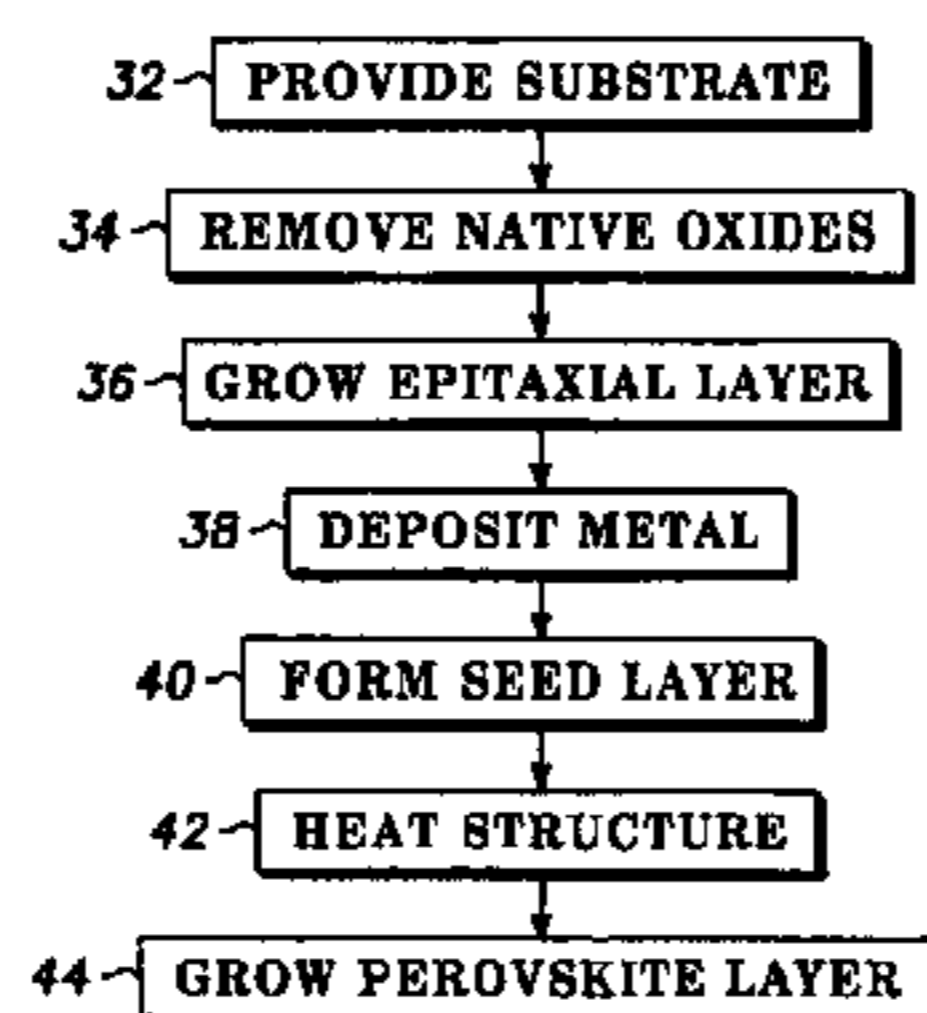 32 PROVIDE SUBSTRATE
34 REMOVE NATIVE OXIDES
36 GROW EPITAXIAL LAYER
38 DEPOSIT METAL
40 FORM SEED LAYER
42 HEAT STRUCTURE
44 GROW PEROVSKITE LAYER